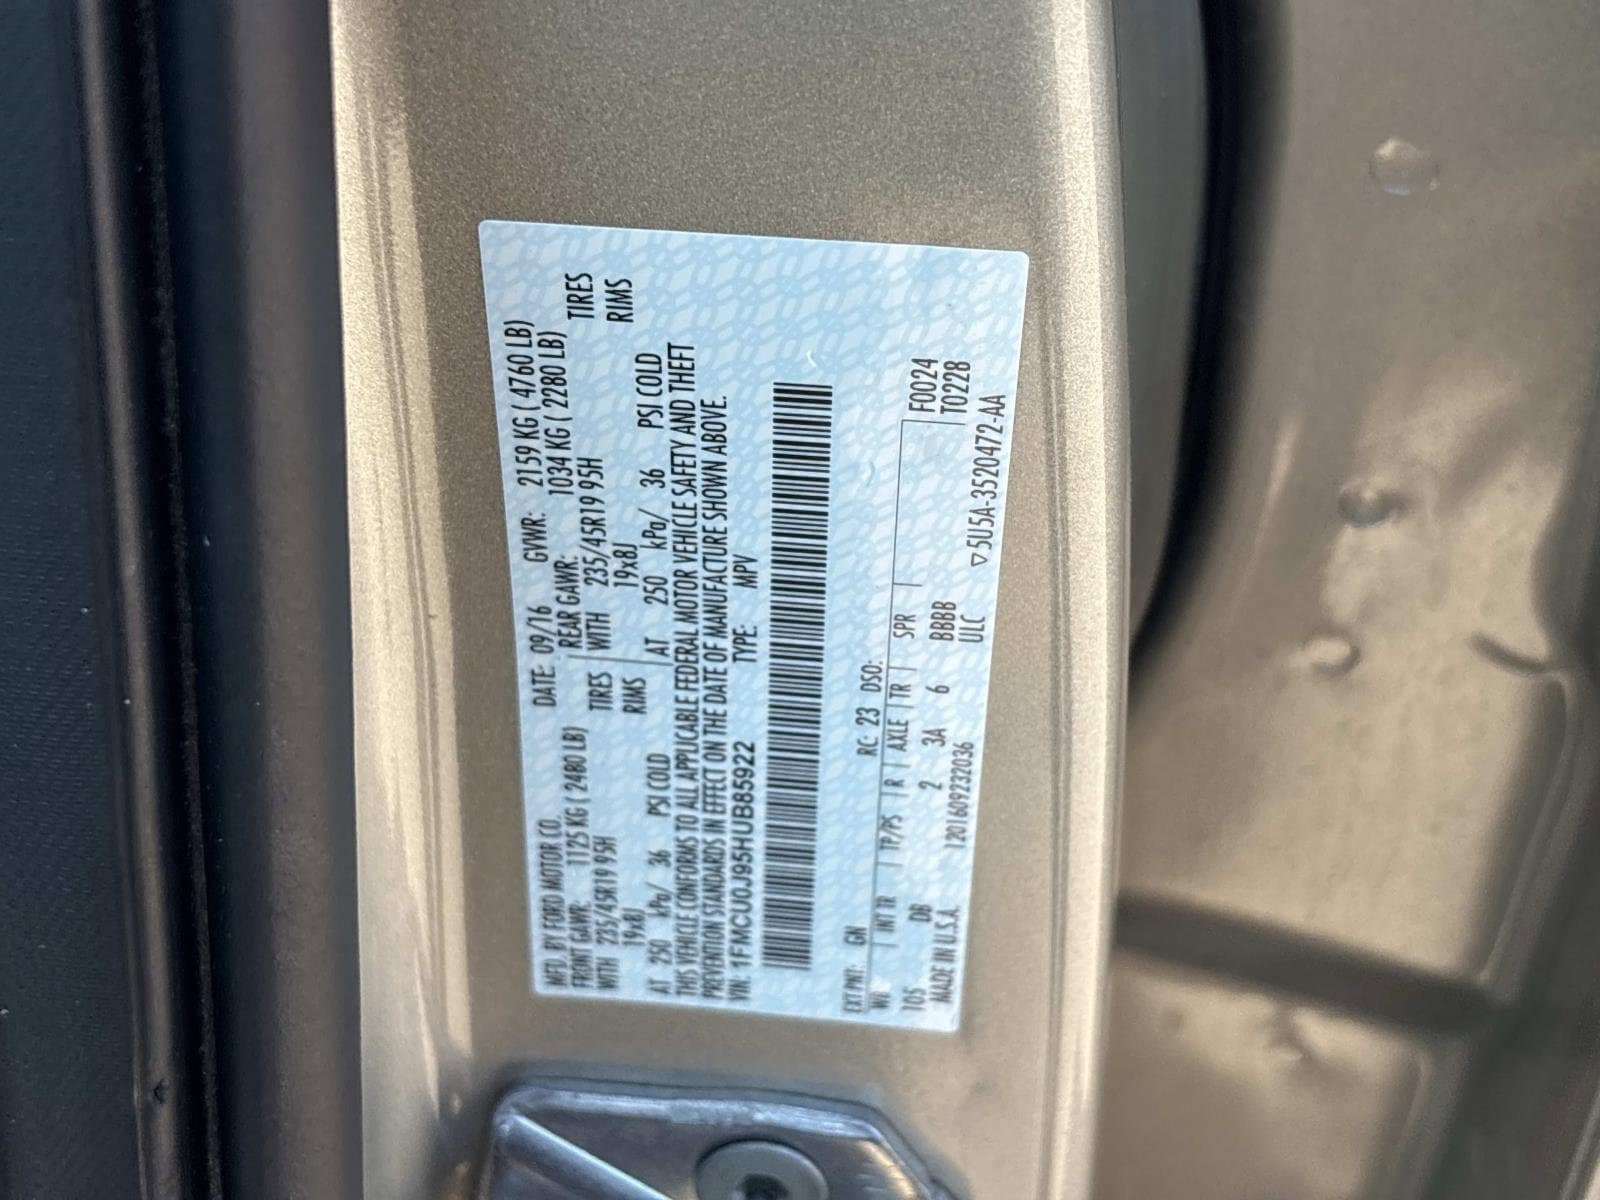 MFD. BY FORD MOTOR CO. DATE: 09/16 GVWR: 2159 KG ( 4760 LB)
FRONT GAWR: 1125 KG ( 2480 LB) REAR GAWR: 1034 KG ( 2280 LB)
WITH 235/45R19 95H TIRES WITH 235/45R19 95H TIRES
19x8J RIMS 19x8J RIMS
AT 250 kPa/ 36 PSI COLD AT 250 kPa/ 36 PSI COLD
THIS VEHICLE CONFORMS TO ALL APPLICABLE FEDERAL MOTOR VEHICLE SAFETY AND THEFT
PREVENTION STANDARDS IN EFFECT ON THE DATE OF MANUFACTURE SHOWN ABOVE.
VIN: 1FMCU0J95HUB85922 TYPE: MPV
EXT PNT: GN RC: 23 DSO:
WB INT TR TP/PS R AXLE TR SPR F0024
105 DB 2 3A 6 BBBB T0228
MADE IN U.S.A. 1201609232036 ULC ▽5U5A-3520472-AA